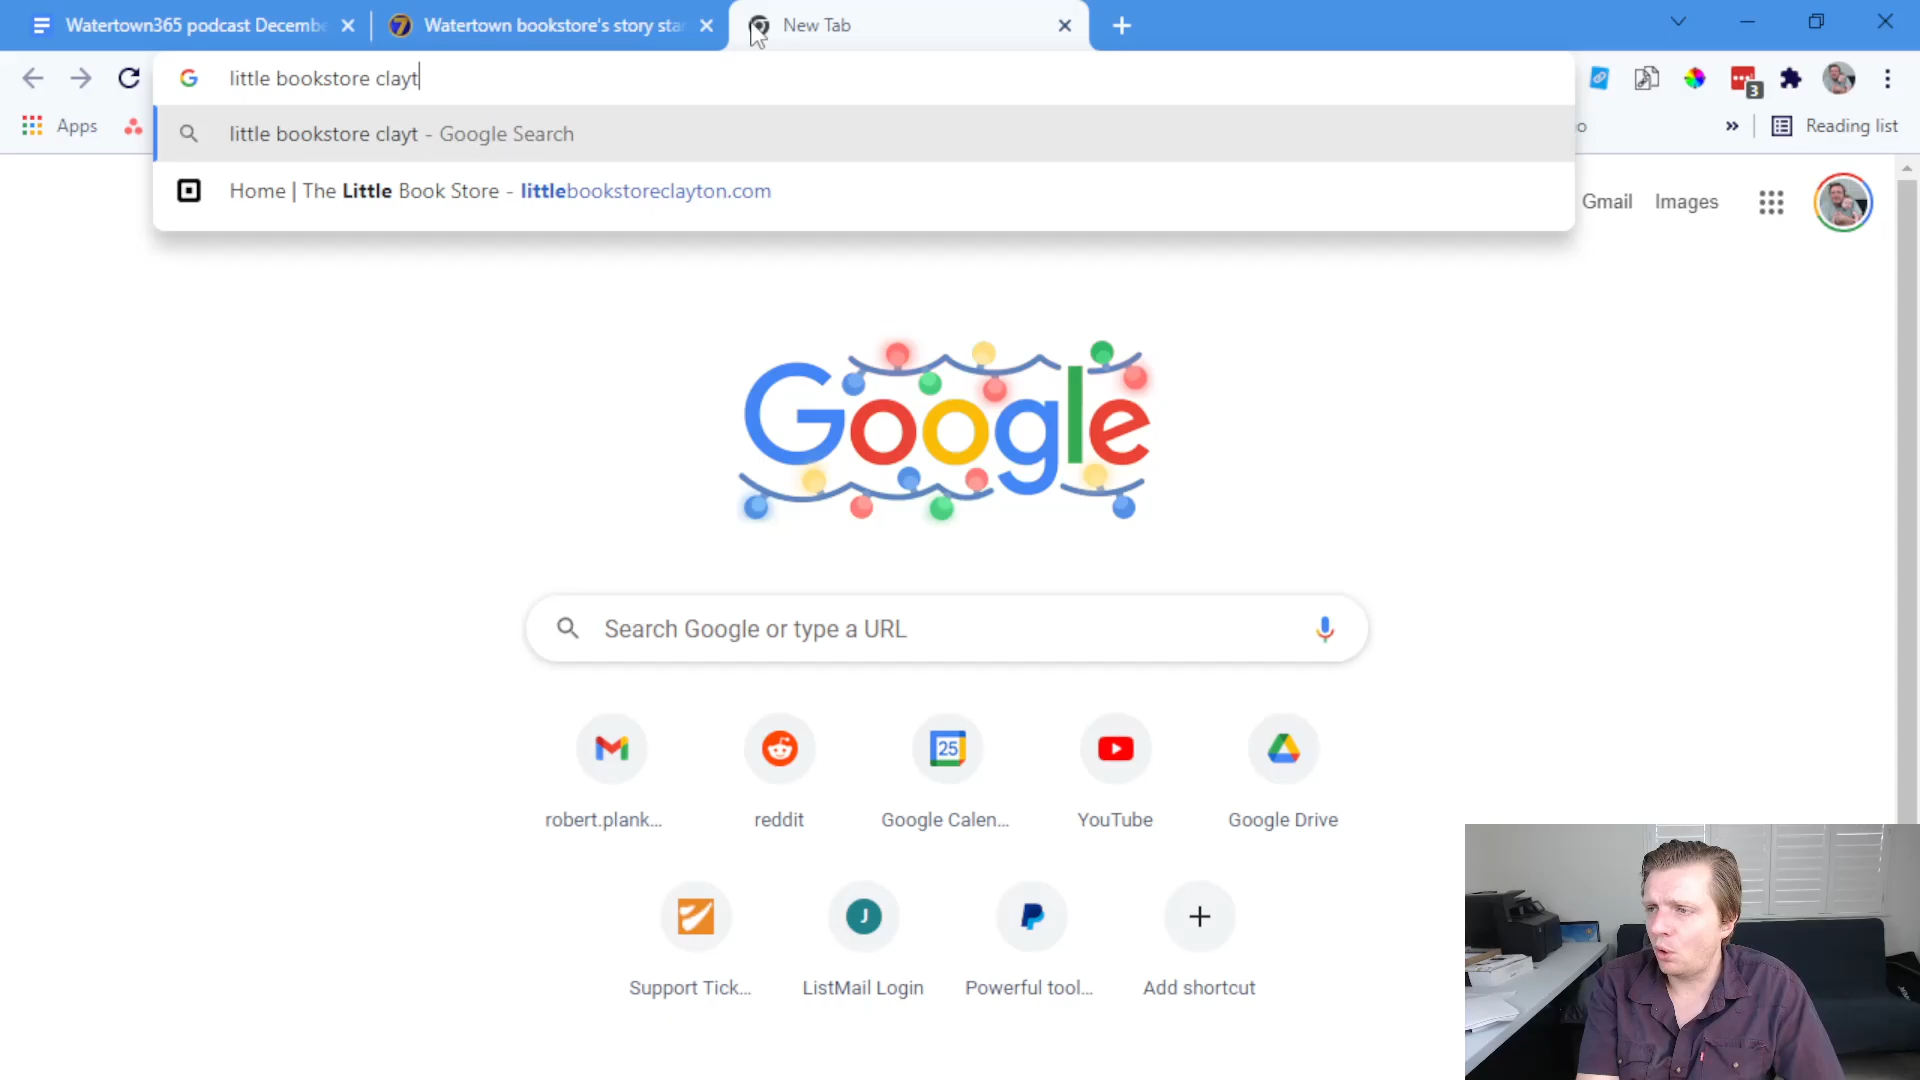 Watertown365 podcast Decembe
Watertown bookstore's story sta
New Tab
little bookstore clayt
3
Apps
little bookstore clayt - Google Search
Reading list
Home | The Little Book Store - littlebookstoreclayton.com
Gmail
Images
Google
Search Google or type a URL
25
robert.plank...
reddit
Google Calen...
YouTube
Google Drive
J
Support Tick...
ListMail Login
Powerful tool...
Add shortcut